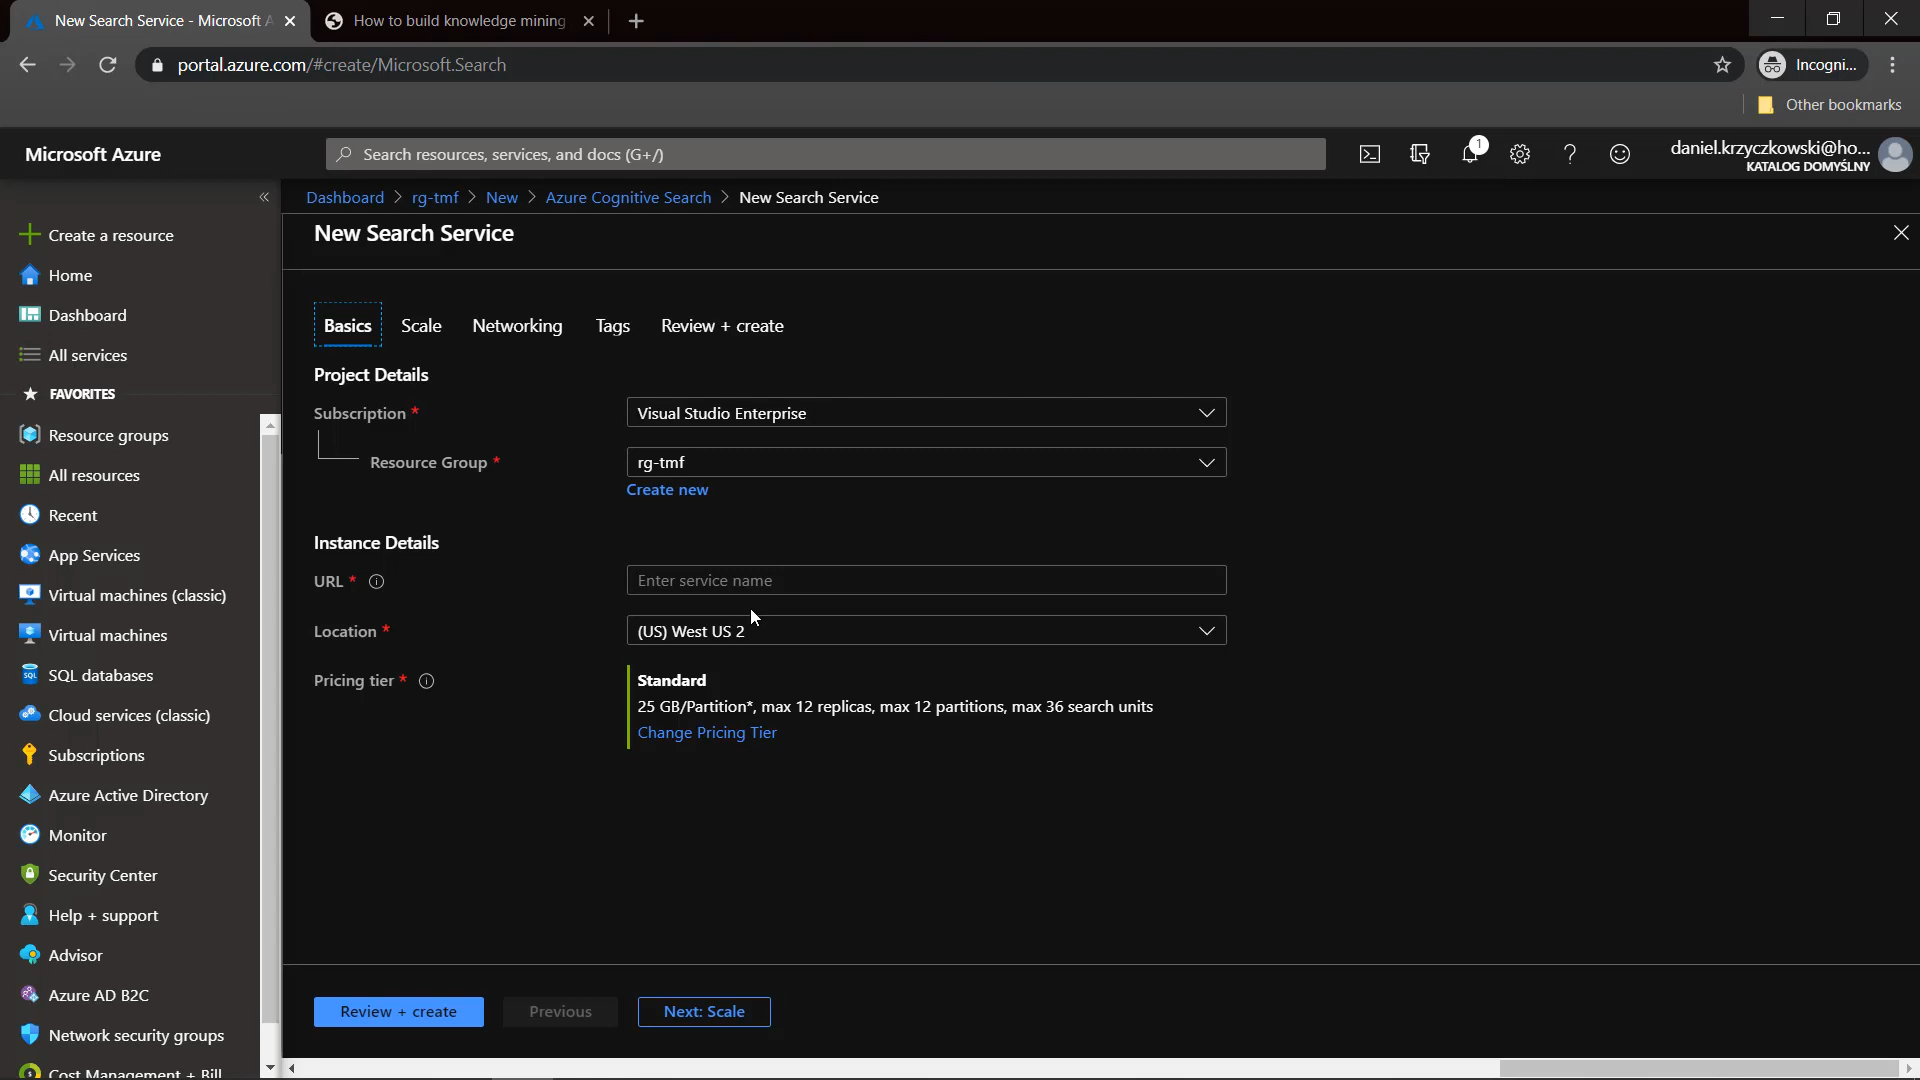 New Search Service - Microsoft A
How to build knowledge mining
portal.azure.com/#create/Microsoft.Search
Incogni...
Other bookmarks
Microsoft Azure
Search resources, services, and docs (G+/)
1
daniel.krzyczkowski@ho...
KATALOG DOMYŚLNY
Dashboard > rg-tmf > New > Azure Cognitive Search > New Search Service
New Search Service
Create a resource
Home
Dashboard
All services
FAVORITES
Resource groups
All resources
Recent
App Services
Virtual machines (classic)
Virtual machines
SQL databases
Cloud services (classic)
Subscriptions
Azure Active Directory
Monitor
Security Center
Help + support
Advisor
Azure AD B2C
Network security groups
Cost Management + Bill
Basics Scale Networking Tags Review + create
Project Details
Subscription * Visual Studio Enterprise
Resource Group * rg-tmf
Create new
Instance Details
URL * Enter service name
Location * (US) West US 2
Pricing tier * Standard
25 GB/Partition*, max 12 replicas, max 12 partitions, max 36 search units
Change Pricing Tier
Review + create Previous Next: Scale